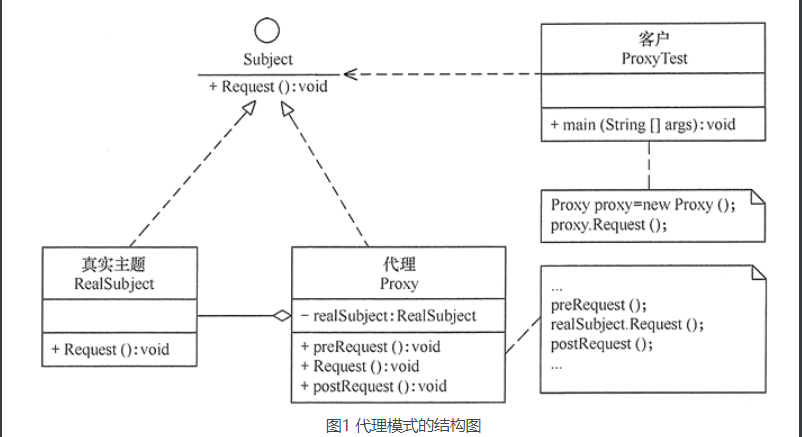 Subject
+ Request ():void
客户
ProxyTest
+ main (String [] args):void
Proxy proxy=new Proxy ();
proxy.Request ();
真实主题
RealSubject
+ Request ():void
代理
Proxy
− realSubject:RealSubject
+ preRequest ():void
+ Request ():void
+ postRequest ():void
...
preRequest ();
realSubject.Request ();
postRequest ();
...
图1 代理模式的结构图